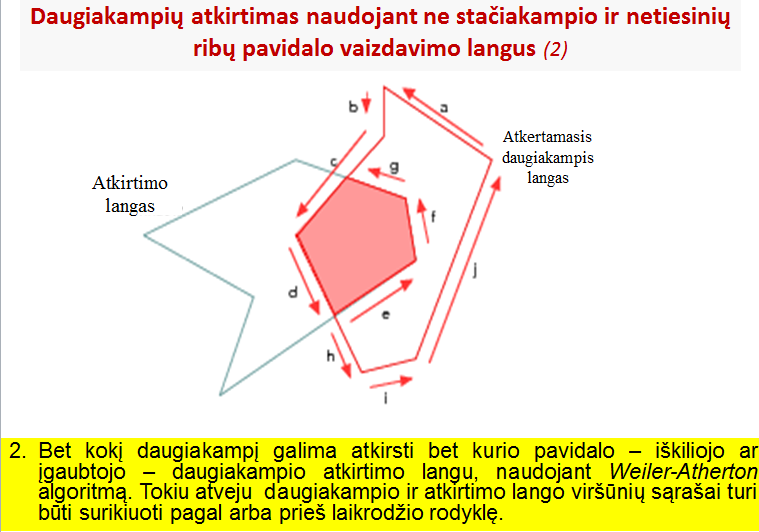 Daugiakampių atkirtimas naudojant ne stačiakampio ir netiesinių
ribų pavidalo vaizdavimo langus (2)
b
a
Atkertamasis
daugiakampis
langas
c
g
Atkirtimo
langas
f
j
d
e
h
i
2. Bet kokį daugiakampį galima atkirsti bet kurio pavidalo – iškiliojo ar
įgaubtojo – daugiakampio atkirtimo langu, naudojant Weiler-Atherton
algoritmą. Tokiu atveju daugiakampio ir atkirtimo lango viršūnių sąrašai turi
būti surikiuoti pagal arba prieš laikrodžio rodyklę.